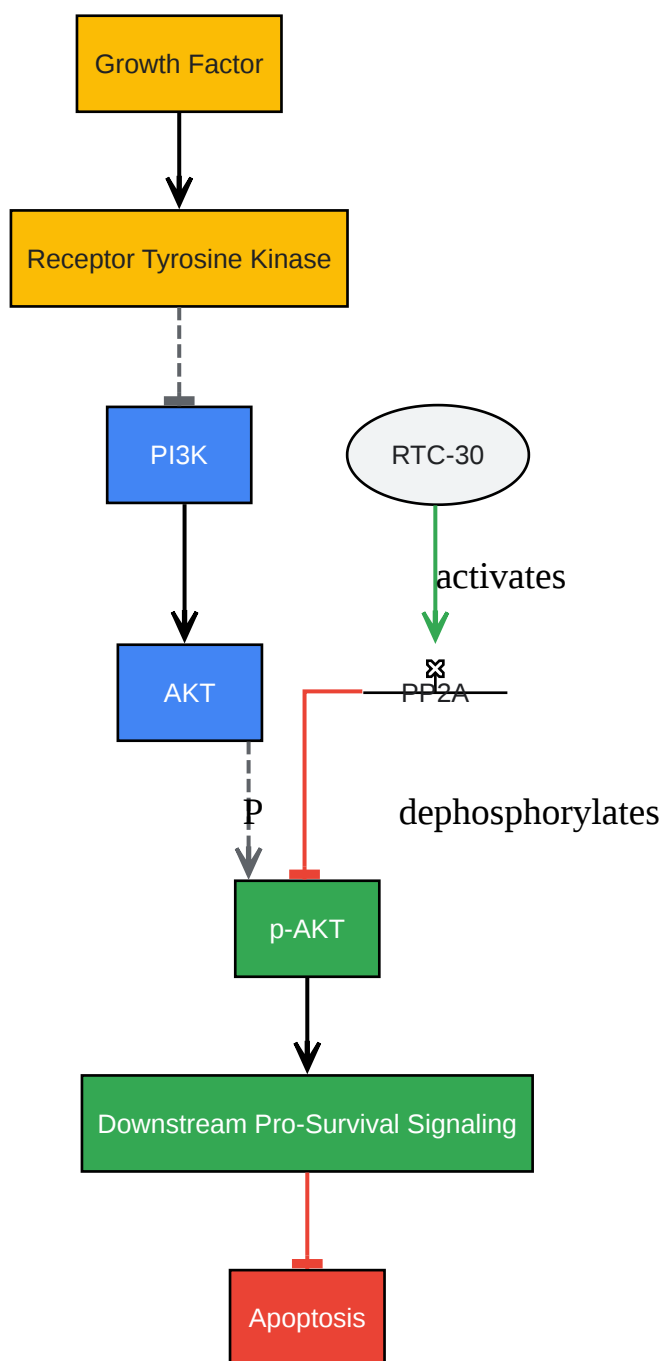 Growth Factor
Receptor Tyrosine Kinase
PI3K
RTC-30
activates
AKT
PP2A
P
dephosphorylates
p-AKT
Downstream Pro-Survival Signaling
Apoptosis